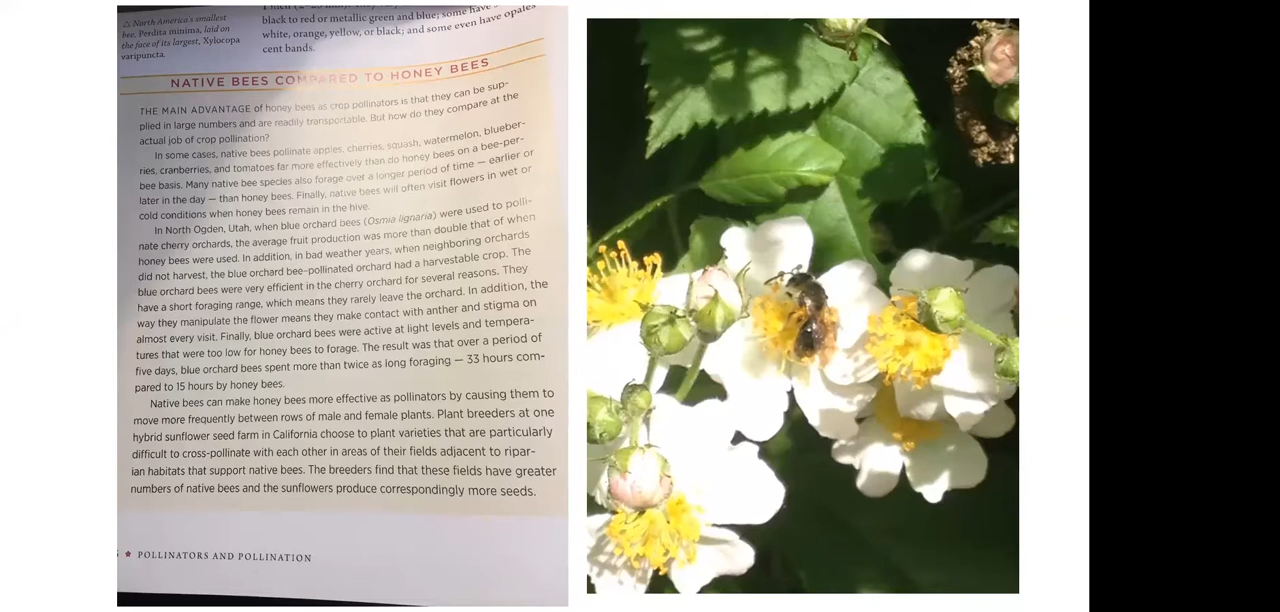 North America's smallest
bee, Perdita minima, laid on
the face of its largest, Xylocopa
varipuncta.
black to red or metallic green and blue; some have
white, orange, yellow, or black; and some even have opales
cent bands.
NATIVE BEES COMPARED TO HONEY BEES
THE MAIN ADVANTAGE of honey bees as crop pollinators is that they can be sup-
plied in large numbers and are readily transportable. But how do they compare at the
actual job of crop pollination?
In some cases, native bees pollinate apples, cherries, squash, watermelon, blueber-
ries, cranberries, and tomatoes far more effectively than do honey bees on a bee-per-
bee basis. Many native bee species also forage over a longer period of time — earlier or
later in the day — than honey bees. Finally, native bees will often visit flowers in wet or
cold conditions when honey bees remain in the hive.
In North Ogden, Utah, when blue orchard bees (Osmia lignaria) were used to polli-
nate cherry orchards, the average fruit production was more than double that of when
honey bees were used. In addition, in bad weather years, when neighboring orchards
did not harvest, the blue orchard bee–pollinated orchard had a harvestable crop. The
blue orchard bees were very efficient in the cherry orchard for several reasons. They
have a short foraging range, which means they rarely leave the orchard. In addition, the
way they manipulate the flower means they make contact with anther and stigma on
almost every visit. Finally, blue orchard bees were active at light levels and tempera-
tures that were too low for honey bees to forage. The result was that over a period of
five days, blue orchard bees spent more than twice as long foraging — 33 hours com-
pared to 15 hours by honey bees.
Native bees can make honey bees more effective as pollinators by causing them to
move more frequently between rows of male and female plants. Plant breeders at one
hybrid sunflower seed farm in California choose to plant varieties that are particularly
difficult to cross-pollinate with each other in areas of their fields adjacent to ripar-
ian habitats that support native bees. The breeders find that these fields have greater
numbers of native bees and the sunflowers produce correspondingly more seeds.
POLLINATORS AND POLLINATION